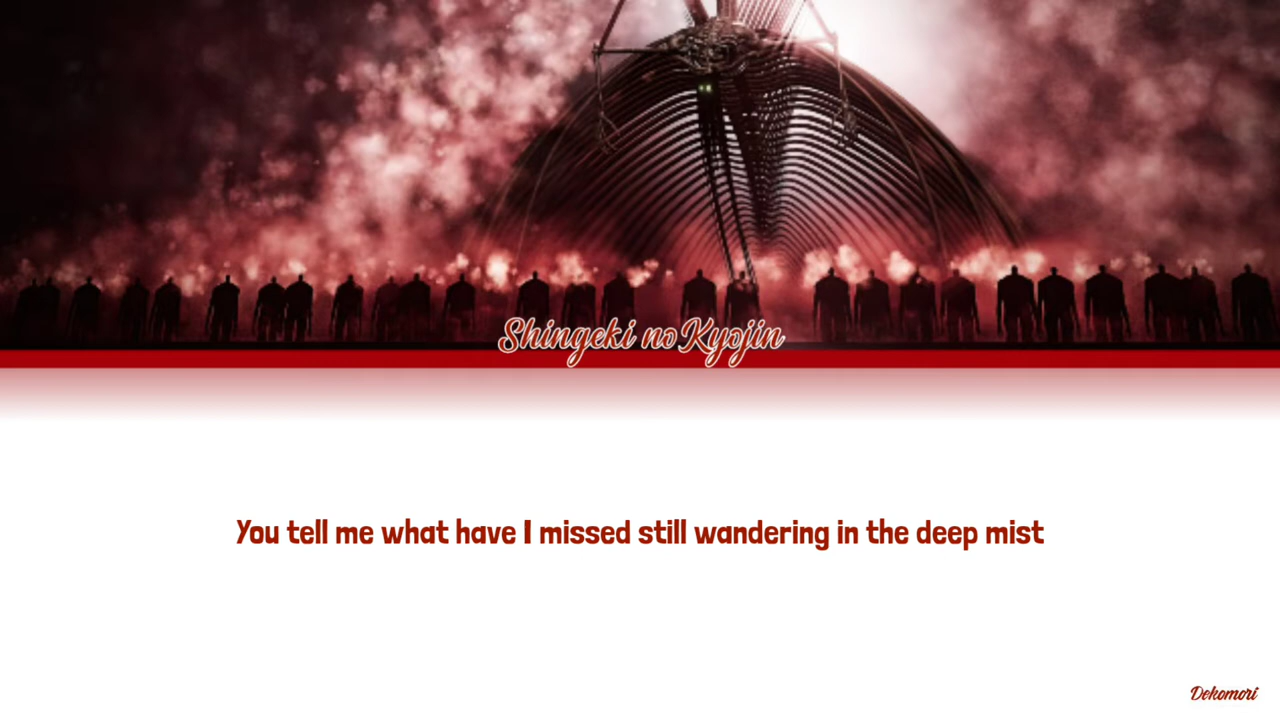 Shingeki no Kyojin
You tell me what have I missed still wandering in the deep mist
Dekomori